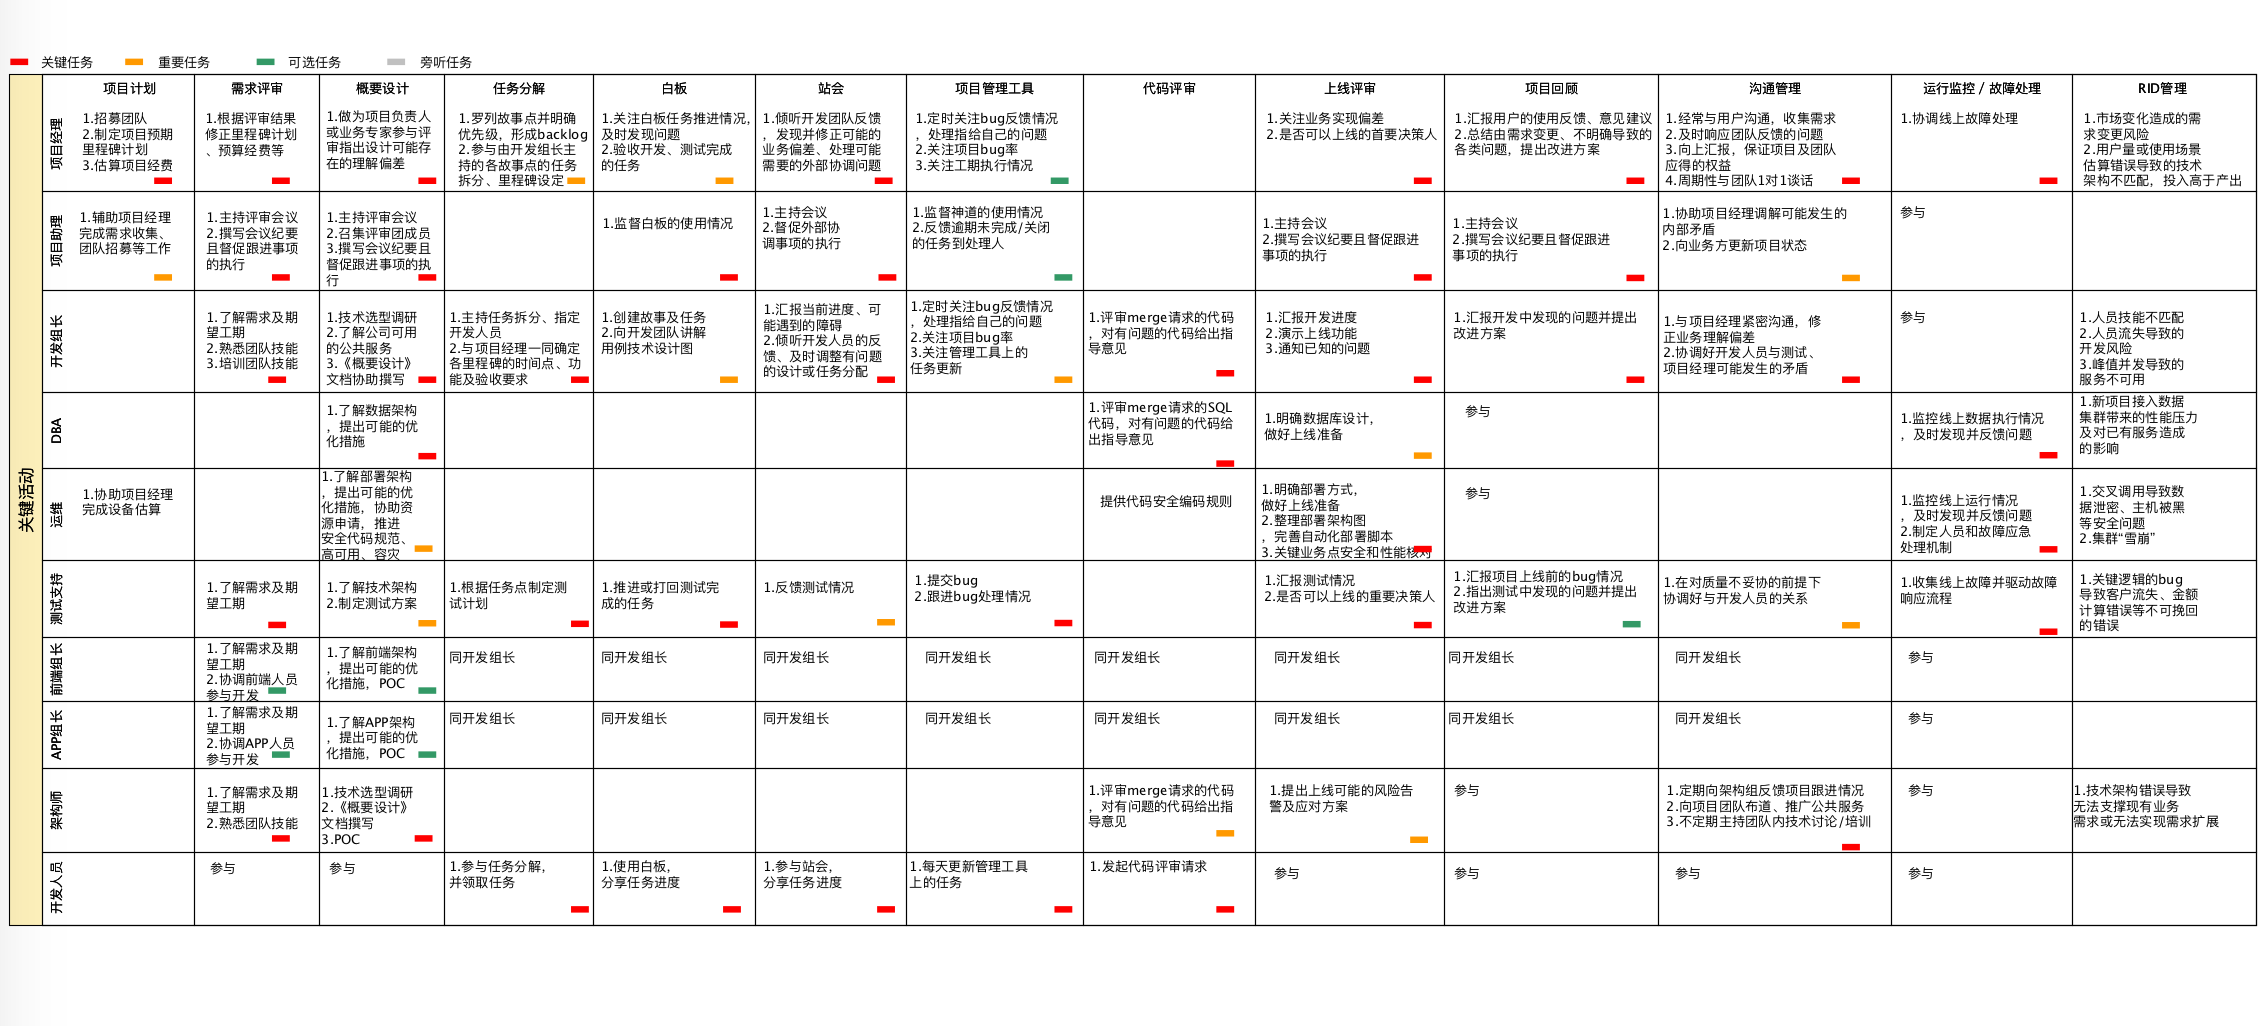 关键任务 重要任务 可选任务 旁听任务
关键活动
项目计划 需求评审 概要设计 任务分解 白板 站会 项目管理工具 代码评审 上线评审 项目回顾 沟通管理 运行监控 / 故障处理 RID管理
项目经理
1.招募团队
2.制定项目预期
里程碑计划
3.估算项目经费
1.根据评审结果
修正里程碑计划
、预算经费等
1.做为项目负责人
或业务专家参与评
审指出设计可能存
在的理解偏差
1.罗列故事点并明确
优先级，形成backlog
2.参与由开发组长主
持的各故事点的任务
拆分、里程碑设定
1.关注白板任务推进情况，
及时发现问题
2.验收开发、测试完成
的任务
1.倾听开发团队反馈
，发现并修正可能的
业务偏差、处理可能
需要的外部协调问题
1.定时关注bug反馈情况
，处理指给自己的问题
2.关注项目bug率
3.关注工期执行情况
1.关注业务实现偏差
2.是否可以上线的首要决策人
1.汇报用户的使用反馈、意见建议
2.总结由需求变更、不明确导致的
各类问题，提出改进方案
1.经常与用户沟通，收集需求
2.及时响应团队反馈的问题
3.向上汇报，保证项目及团队
应得的权益
4.周期性与团队1对1谈话
1.协调线上故障处理
1.市场变化造成的需
求变更风险
2.用户量或使用场景
估算错误导致的技术
架构不匹配，投入高于产出
项目助理
1.辅助项目经理
完成需求收集、
团队招募等工作
1.主持评审会议
2.撰写会议纪要
且督促跟进事项
的执行
1.主持评审会议
2.召集评审团成员
3.撰写会议纪要且
督促跟进事项的执
行
1.监督白板的使用情况
1.主持会议
2.督促外部协
调事项的执行
1.监督神道的使用情况
2.反馈逾期未完成/关闭
的任务到处理人
1.主持会议
2.撰写会议纪要且督促跟进
事项的执行
1.主持会议
2.撰写会议纪要且督促跟进
事项的执行
1.协助项目经理调解可能发生的
内部矛盾
2.向业务方更新项目状态
参与
开发组长
1.了解需求及期
望工期
2.熟悉团队技能
3.培训团队技能
1.技术选型调研
2.了解公司可用
的公共服务
3.《概要设计》
文档协助撰写
1.主持任务拆分、指定
开发人员
2.与项目经理一同确定
各里程碑的时间点、功
能及验收要求
1.创建故事及任务
2.向开发团队讲解
用例技术设计图
1.汇报当前进度、可
能遇到的障碍
2.倾听开发人员的反
馈、及时调整有问题
的设计或任务分配
1.定时关注bug反馈情况
，处理指给自己的问题
2.关注项目bug率
3.关注管理工具上的
任务更新
1.评审merge请求的代码
，对有问题的代码给出指
导意见
1.汇报开发进度
2.演示上线功能
3.通知已知的问题
1.汇报开发中发现的问题并提出
改进方案
1.与项目经理紧密沟通，修
正业务理解偏差
2.协调好开发人员与测试、
项目经理可能发生的矛盾
参与
1.人员技能不匹配
2.人员流失导致的
开发风险
3.峰值并发导致的
服务不可用
DBA
1.了解数据架构
，提出可能的优
化措施
1.评审merge请求的SQL
代码，对有问题的代码给
出指导意见
1.明确数据库设计，
做好上线准备
参与
1.监控线上数据执行情况
，及时发现并反馈问题
1.新项目接入数据
集群带来的性能压力
及对已有服务造成
的影响
运维
1.协助项目经理
完成设备估算
1.了解部署架构
，提出可能的优
化措施，协助资
源申请，推进
安全代码规范、
高可用、容灾
提供代码安全编码规则
1.明确部署方式，
做好上线准备
2.整理部署架构图
，完善自动化部署脚本
3.关键业务点安全和性能核对
参与
1.监控线上运行情况
，及时发现并反馈问题
2.制定人员和故障应急
处理机制
1.交叉调用导致数
据泄密、主机被黑
等安全问题
2.集群“雪崩”
测试支持
1.了解需求及期
望工期
1.了解技术架构
2.制定测试方案
1.根据任务点制定测
试计划
1.推进或打回测试完
成的任务
1.反馈测试情况
1.提交bug
2.跟进bug处理情况
1.汇报测试情况
2.是否可以上线的重要决策人
1.汇报项目上线前的bug情况
2.指出测试中发现的问题并提出
改进方案
1.在对质量不妥协的前提下
协调好与开发人员的关系
1.收集线上故障并驱动故障
响应流程
1.关键逻辑的bug
导致客户流失、金额
计算错误等不可挽回
的错误
前端组长
1.了解需求及期
望工期
2.协调前端人员
参与开发
1.了解前端架构
，提出可能的优
化措施，POC
同开发组长 同开发组长 同开发组长 同开发组长 同开发组长 同开发组长 同开发组长 同开发组长 参与
APP组长
1.了解需求及期
望工期
2.协调APP人员
参与开发
1.了解APP架构
，提出可能的优
化措施，POC
同开发组长 同开发组长 同开发组长 同开发组长 同开发组长 同开发组长 同开发组长 同开发组长 参与
架构师
1.了解需求及期
望工期
2.熟悉团队技能
1.技术选型调研
2.《概要设计》
文档撰写
3.POC
1.评审merge请求的代码
，对有问题的代码给出指
导意见
1.提出上线可能的风险告
警及应对方案
参与
1.定期向架构组反馈项目跟进情况
2.向项目团队布道、推广公共服务
3.不定期主持团队内技术讨论/培训
参与
1.技术架构错误导致
无法支撑现有业务
需求或无法实现需求扩展
开发人员
参与
参与
1.参与任务分解，
并领取任务
1.使用白板，
分享任务进度
1.参与站会，
分享任务进度
1.每天更新管理工具
上的任务
1.发起代码评审请求
参与
参与
参与
参与